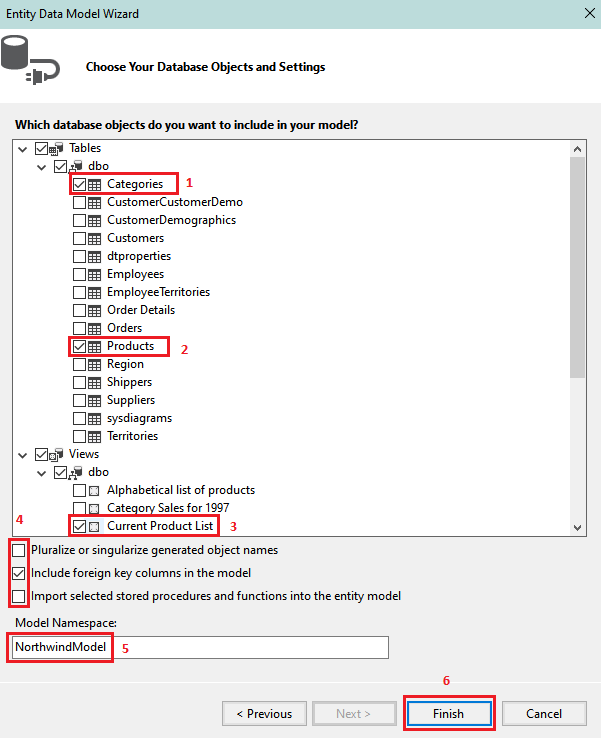 Entity Data Model Wizard
Choose Your Database Objects and Settings
Which database objects do you want to include in your model?
Tables
dbo
Categories 1
CustomerCustomerDemo
CustomerDemographics
Customers
dtproperties
Employees
EmployeeTerritories
Order Details
Orders
Products 2
Region
Shippers
Suppliers
sysdiagrams
Territories
Views
dbo
Alphabetical list of products
Category Sales for 1997
Current Product List 3
4
Pluralize or singularize generated object names
Include foreign key columns in the model
Import selected stored procedures and functions into the entity model
Model Namespace:
NorthwindModel 5
6
< Previous Next > Finish Cancel